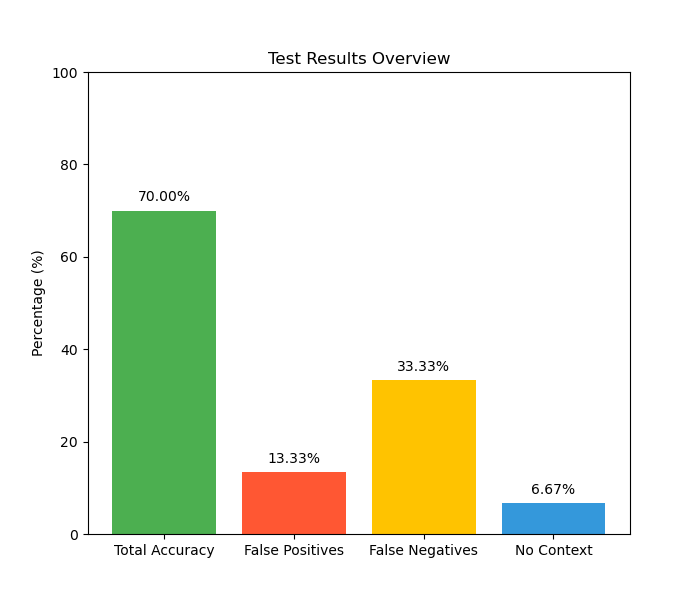 Test Results Overview
Percentage (%)
100
80
60
40
20
0
70.00%
13.33%
33.33%
6.67%
Total Accuracy
False Positives
False Negatives
No Context